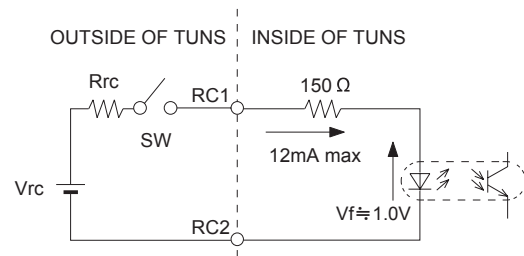 OUTSIDE OF TUNS
INSIDE OF TUNS
Rrc
RC1
150 Ω
SW
12mA max
Vrc
Vf≒1.0V
RC2